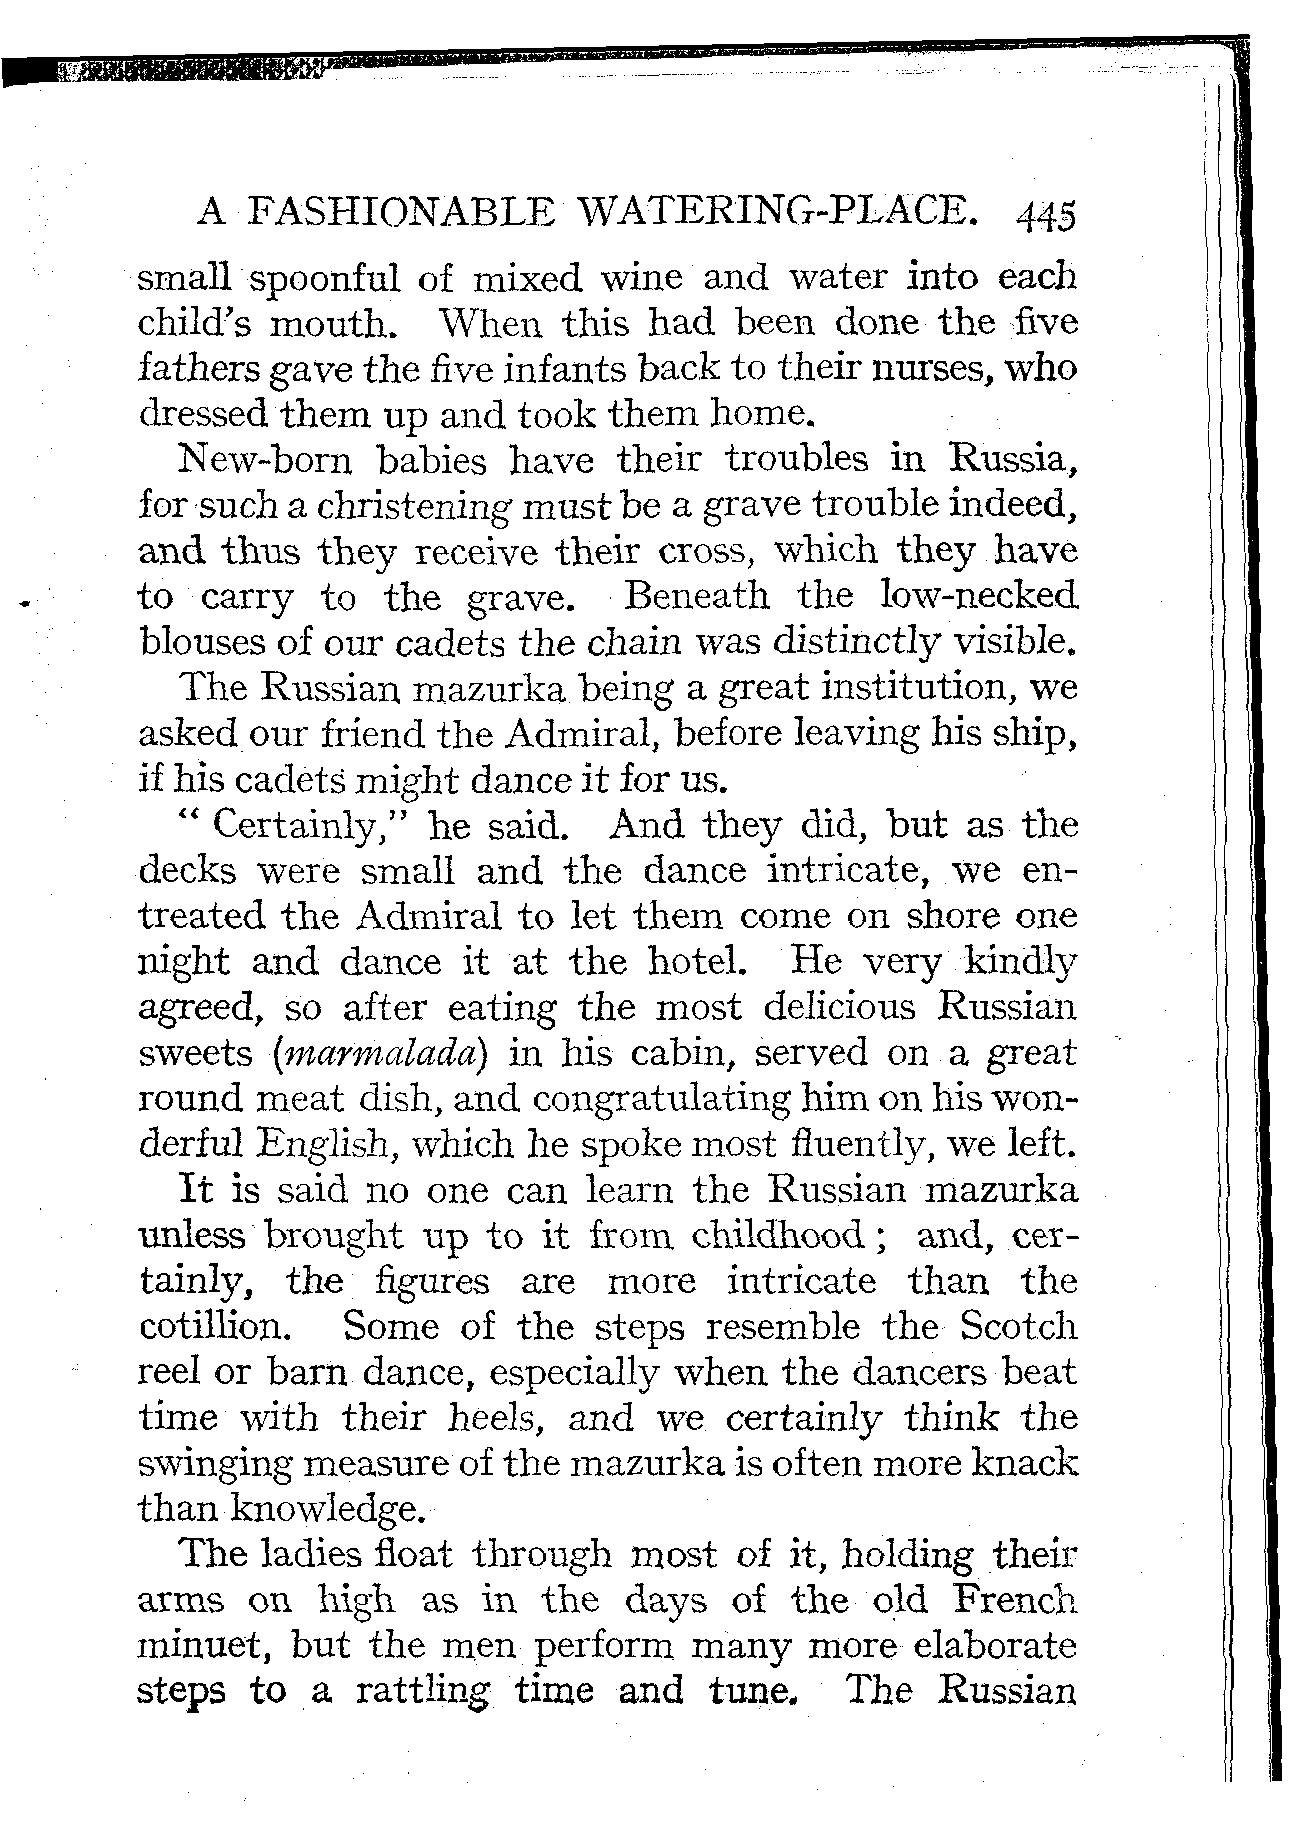 A FASHIONABLE WATERING-PLACE. 445
small spoonful of mixed wine and water into each
child's mouth. When this had been done the five
fathers gave the five infants back to their nurses, who
dressed them up and took them home.
New-born babies have their troubles in Russia,
for such a christening must be a grave trouble indeed,
and thus they receive their cross, which they have
to carry to the grave. Beneath the low-necked
blouses of our cadets the chain was distinctly visible.
The Russian mazurka being a great institution, we
asked our friend the Admiral, before leaving his ship,
if his cadets might dance it for us.
“ Certainly,” he said. And they did, but as the
decks were small and the dance intricate, we en-
treated the Admiral to let them come on shore one
night and dance it at the hotel. He very kindly
agreed, so after eating the most delicious Russian
sweets (marmalada) in his cabin, served on a great
round meat dish, and congratulating him on his won-
derful English, which he spoke most fluently, we left.
It is said no one can learn the Russian mazurka
unless brought up to it from childhood ; and, cer-
tainly, the figures are more intricate than the
cotillion. Some of the steps resemble the Scotch
reel or barn dance, especially when the dancers beat
time with their heels, and we certainly think the
swinging measure of the mazurka is often more knack
than knowledge.
The ladies float through most of it, holding their
arms on high as in the days of the old French
minuet, but the men perform many more elaborate
steps to a rattling time and tune. The Russian